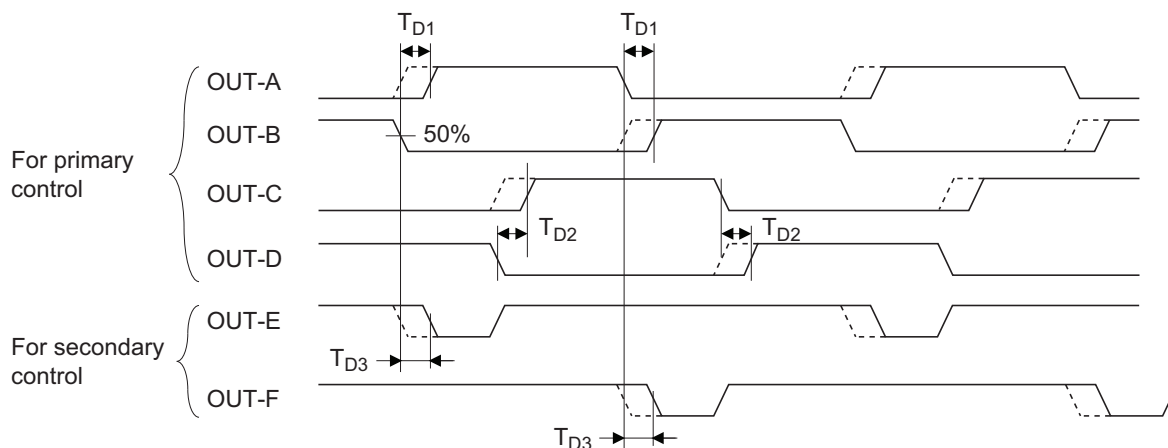 TD1 TD1
OUT-A
OUT-B 50%
For primary
control
OUT-C
TD2 TD2
OUT-D
OUT-E
For secondary
control
TD3
OUT-F
TD3